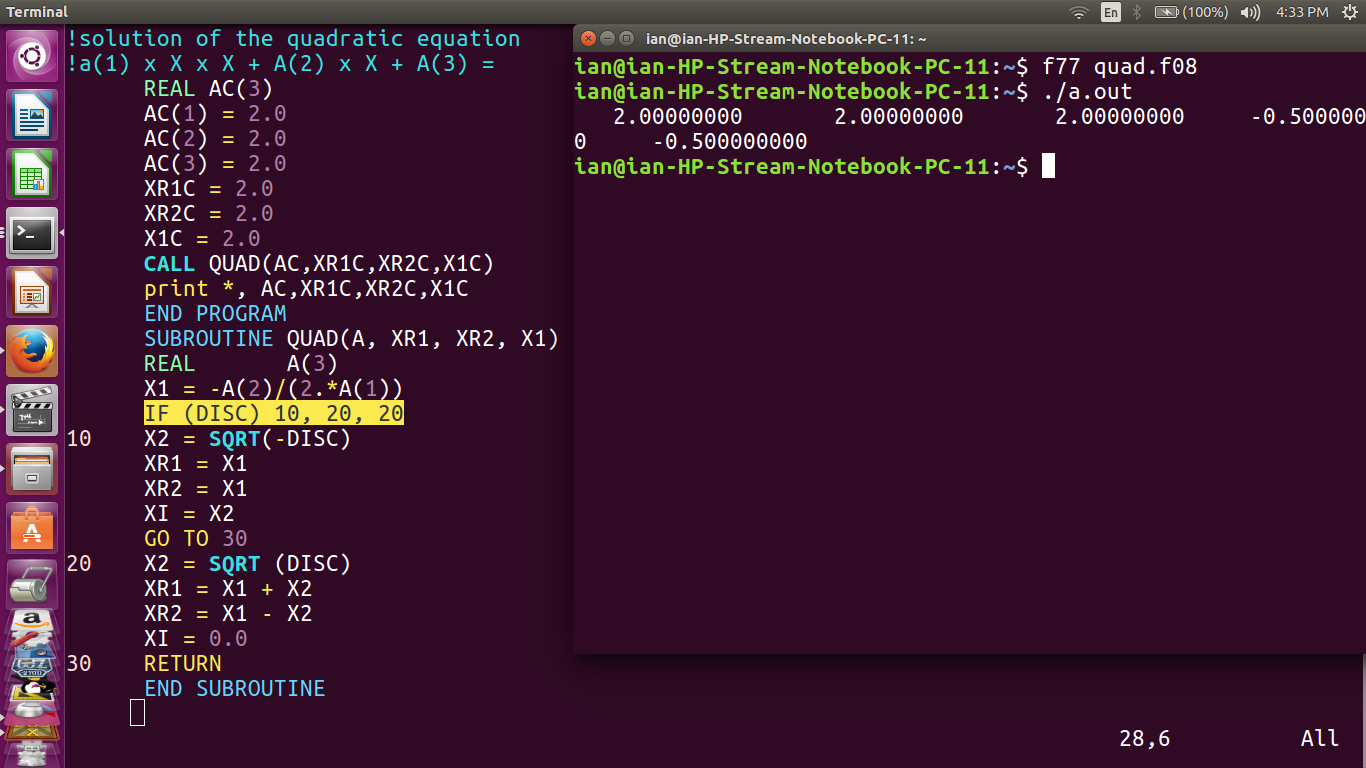 Terminal
En
(100%)
4:33 PM
!solution of the quadratic equation
!a(1) x X x X + A(2) x X + A(3) =
REAL AC(3)
AC(1) = 2.0
AC(2) = 2.0
AC(3) = 2.0
XR1C = 2.0
XR2C = 2.0
X1C = 2.0
CALL QUAD(AC,XR1C,XR2C,X1C)
print *, AC,XR1C,XR2C,X1C
END PROGRAM
SUBROUTINE QUAD(A, XR1, XR2, X1)
REAL       A(3)
X1 = -A(2)/(2.*A(1))
IF (DISC) 10, 20, 20
10    X2 = SQRT(-DISC)
XR1 = X1
XR2 = X1
XI = X2
GO TO 30
20    X2 = SQRT (DISC)
XR1 = X1 + X2
XR2 = X1 - X2
XI = 0.0
30    RETURN
END SUBROUTINE
28,6          All
ian@ian-HP-Stream-Notebook-PC-11: ~
ian@ian-HP-Stream-Notebook-PC-11:~$ f77 quad.f08
ian@ian-HP-Stream-Notebook-PC-11:~$ ./a.out
2.00000000       2.00000000       2.00000000     -0.500000
0     -0.500000000
ian@ian-HP-Stream-Notebook-PC-11:~$